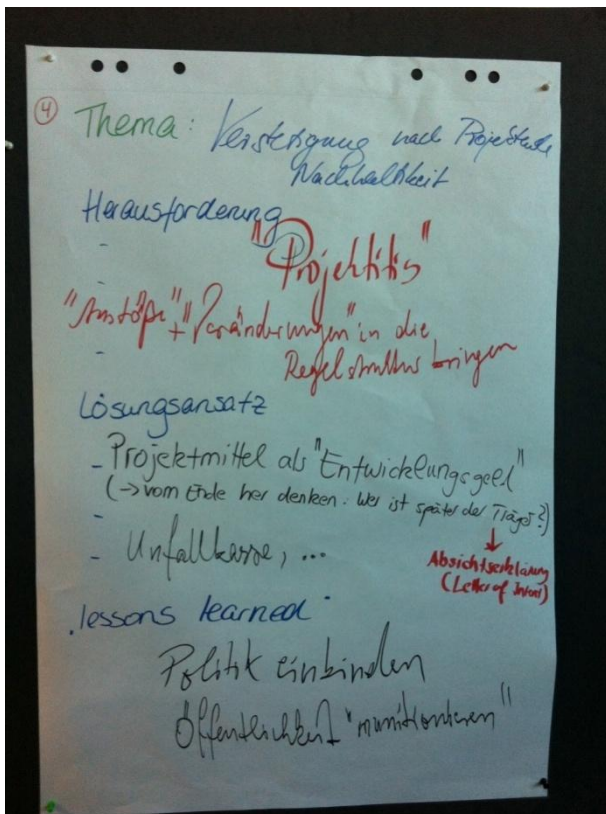 ④ Thema: Verstetigung nach Projektende
Nachhaltigkeit
Herausforderung
-
"Projektitis"
-
"Anstöße" + "Veränderungen" in die
- Regelstruktur bringen
Lösungsansatz
- Projektmittel als "Entwicklungsgeld"
(→ vom Ende her denken: Wer ist später der Träger?)
-
↓
- Unfallkasse, ...
Absichtserklärung
(Letter of Intent)
lessons learned
Politik einbinden
Öffentlichkeit "munitionieren"